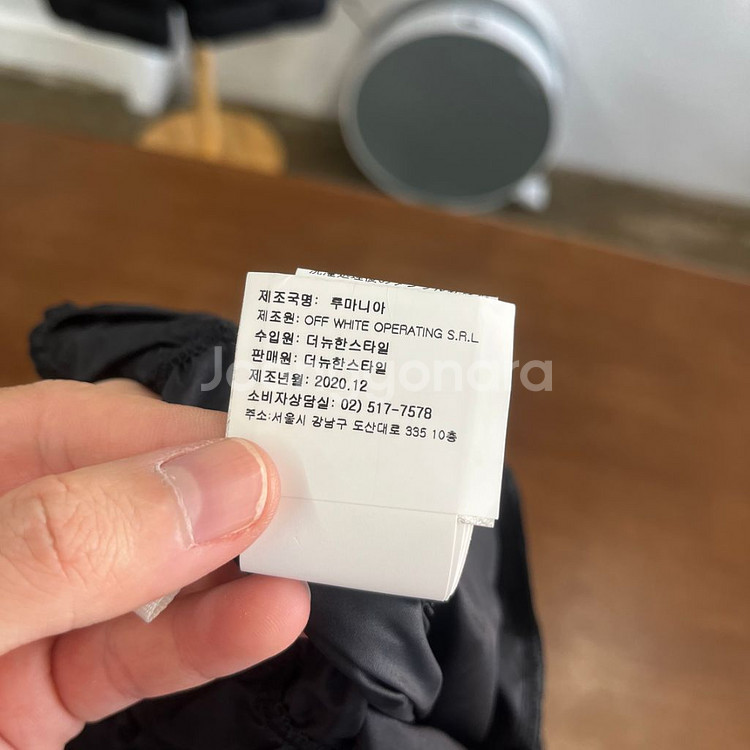 제조국명: 루마니아
제조원: OFF WHITE OPERATING S.R.L
수입원: 더뉴한스타일
판매원: 더뉴한스타일
제조년월: 2020.12
소비자상담실: 02) 517-7578
주소:서울시 강남구 도산대로 335 10층